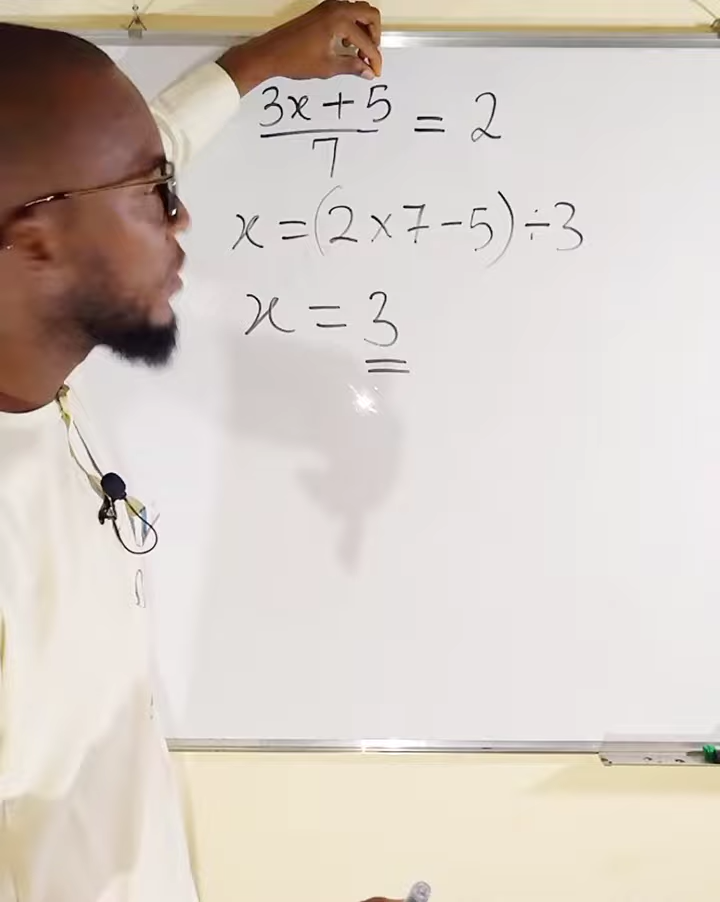 (3x+5)/7 = 2
x = (2×7-5)÷3
x = 3